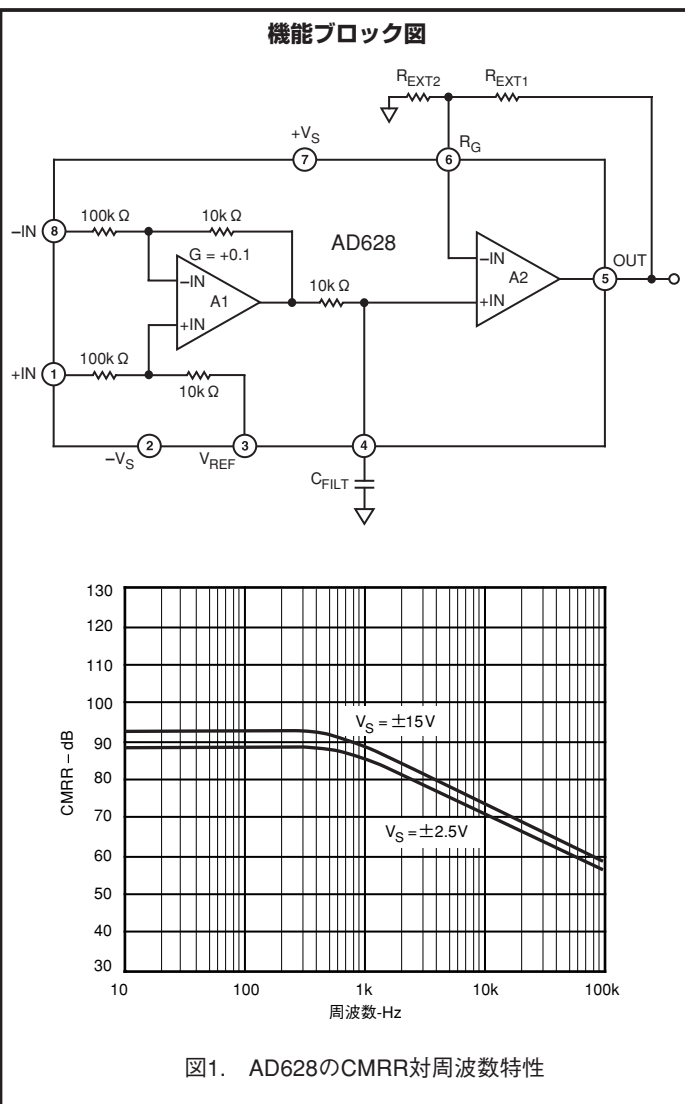 機能ブロック図
REXT2
REXT1
+VS
7
6
RG
–IN
8
100kΩ
10kΩ
G = +0.1
–IN
A1
+IN
AD628
10kΩ
–IN
A2
+IN
OUT
5
+IN
1
100kΩ
10kΩ
–VS
2
VREF
3
4
CFILT
130
120
110
100
90
80
70
60
50
40
30
CMRR – dB
VS = ±15V
VS = ±2.5V
10
100
1k
10k
100k
周波数-Hz
図1. AD628のCMRR対周波数特性